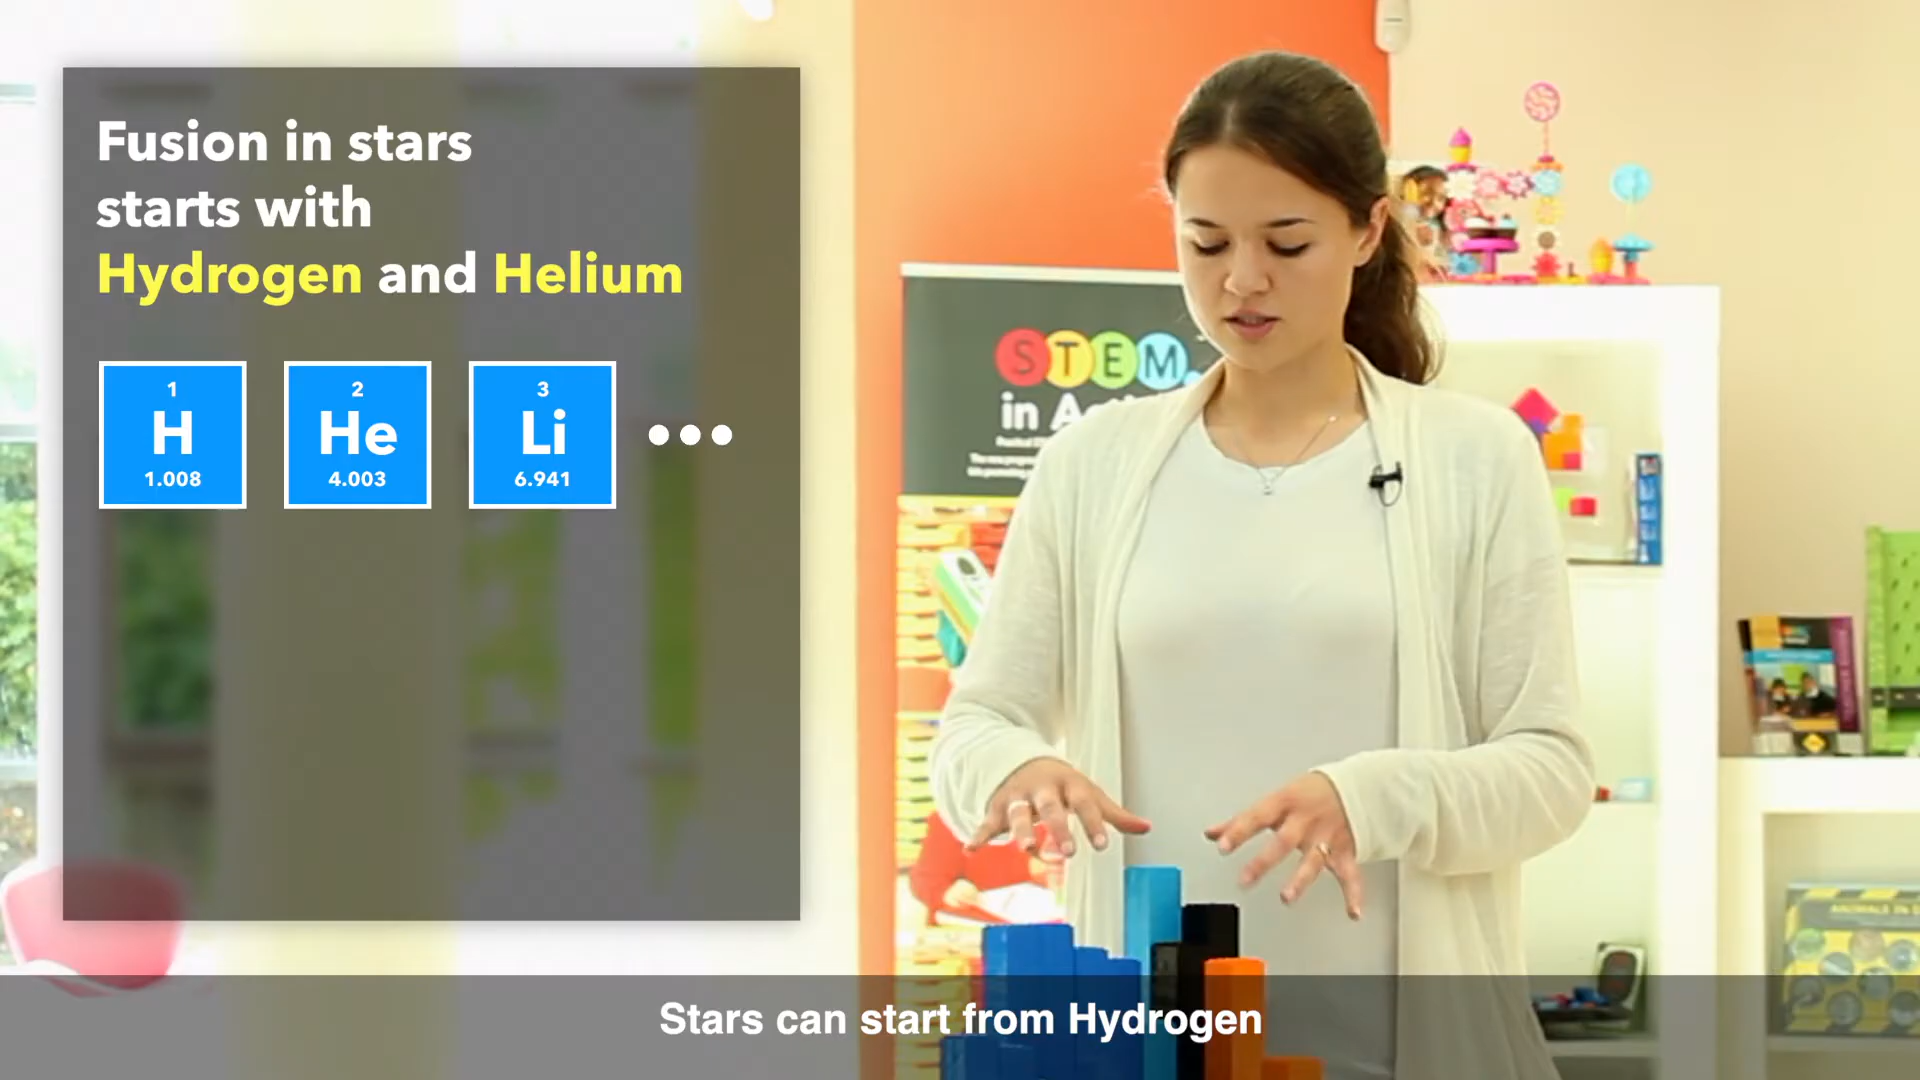 Fusion in stars
starts with
Hydrogen and Helium
1
H
1.008
2
He
4.003
3
Li
6.941
STEM
in
Stars can start from Hydrogen